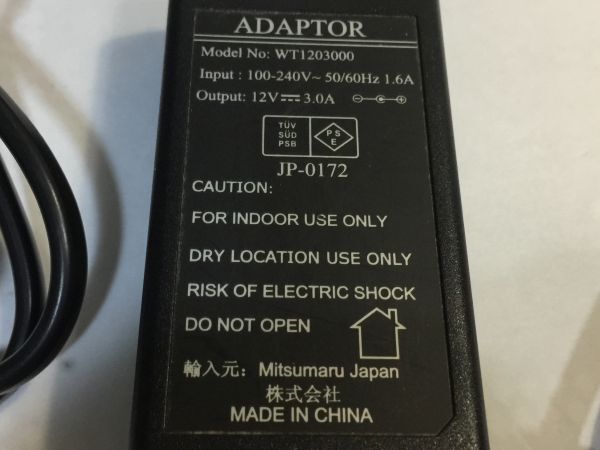 ADAPTOR
Model No: WT1203000
Input : 100-240V~ 50/60Hz 1.6A
Output: 12V⎓ 3.0A
TÜV
SÜD
PSB
PS
E
JP-0172
CAUTION:
FOR INDOOR USE ONLY
DRY LOCATION USE ONLY
RISK OF ELECTRIC SHOCK
DO NOT OPEN
輸入元: Mitsumaru Japan
株式会社
MADE IN CHINA